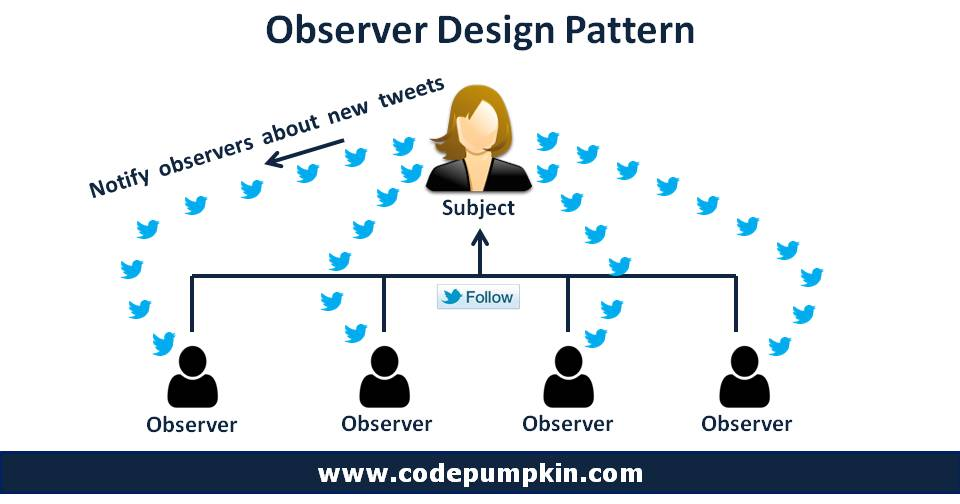 Observer Design Pattern
Notify observers about new tweets
Subject
Follow
Observer
Observer
Observer
Observer
www.codepumpkin.com